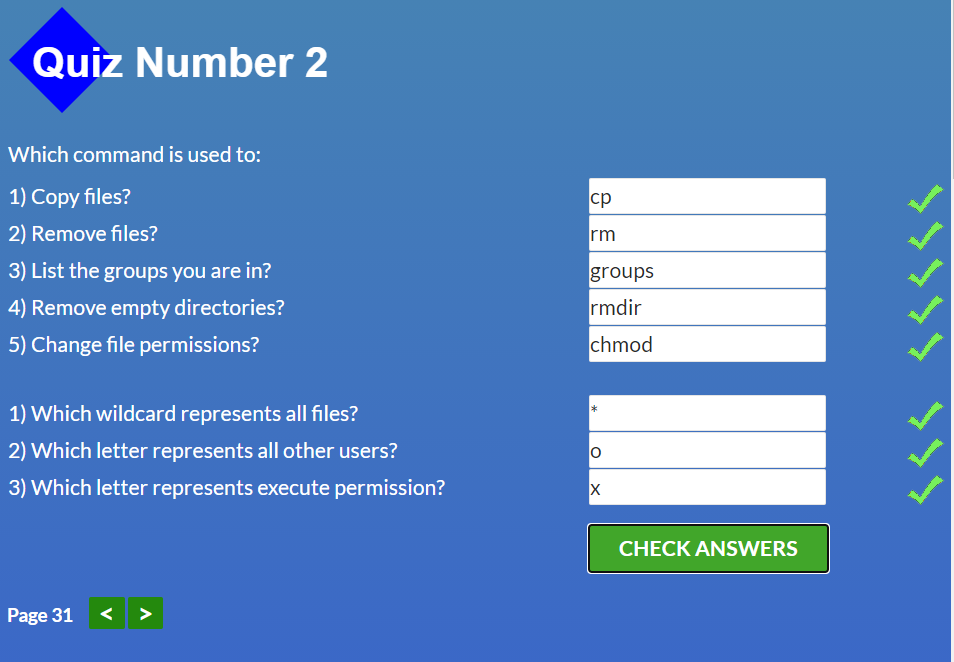 Quiz Number 2
Which command is used to:
1) Copy files? cp
2) Remove files? rm
3) List the groups you are in? groups
4) Remove empty directories? rmdir
5) Change file permissions? chmod
1) Which wildcard represents all files? *
2) Which letter represents all other users? o
3) Which letter represents execute permission? x
CHECK ANSWERS
Page 31 < >